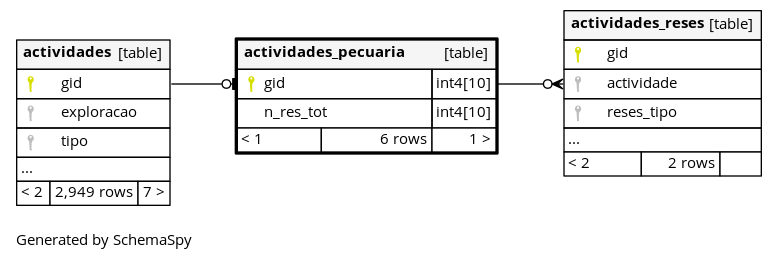 actividades [table]
gid
exploracao
tipo
...
< 2 2,949 rows 7 >
actividades_pecuaria [table]
gid int4[10]
n_res_tot int4[10]
< 1 6 rows 1 >
actividades_reses [table]
gid
actividade
reses_tipo
...
< 2 2 rows
Generated by SchemaSpy